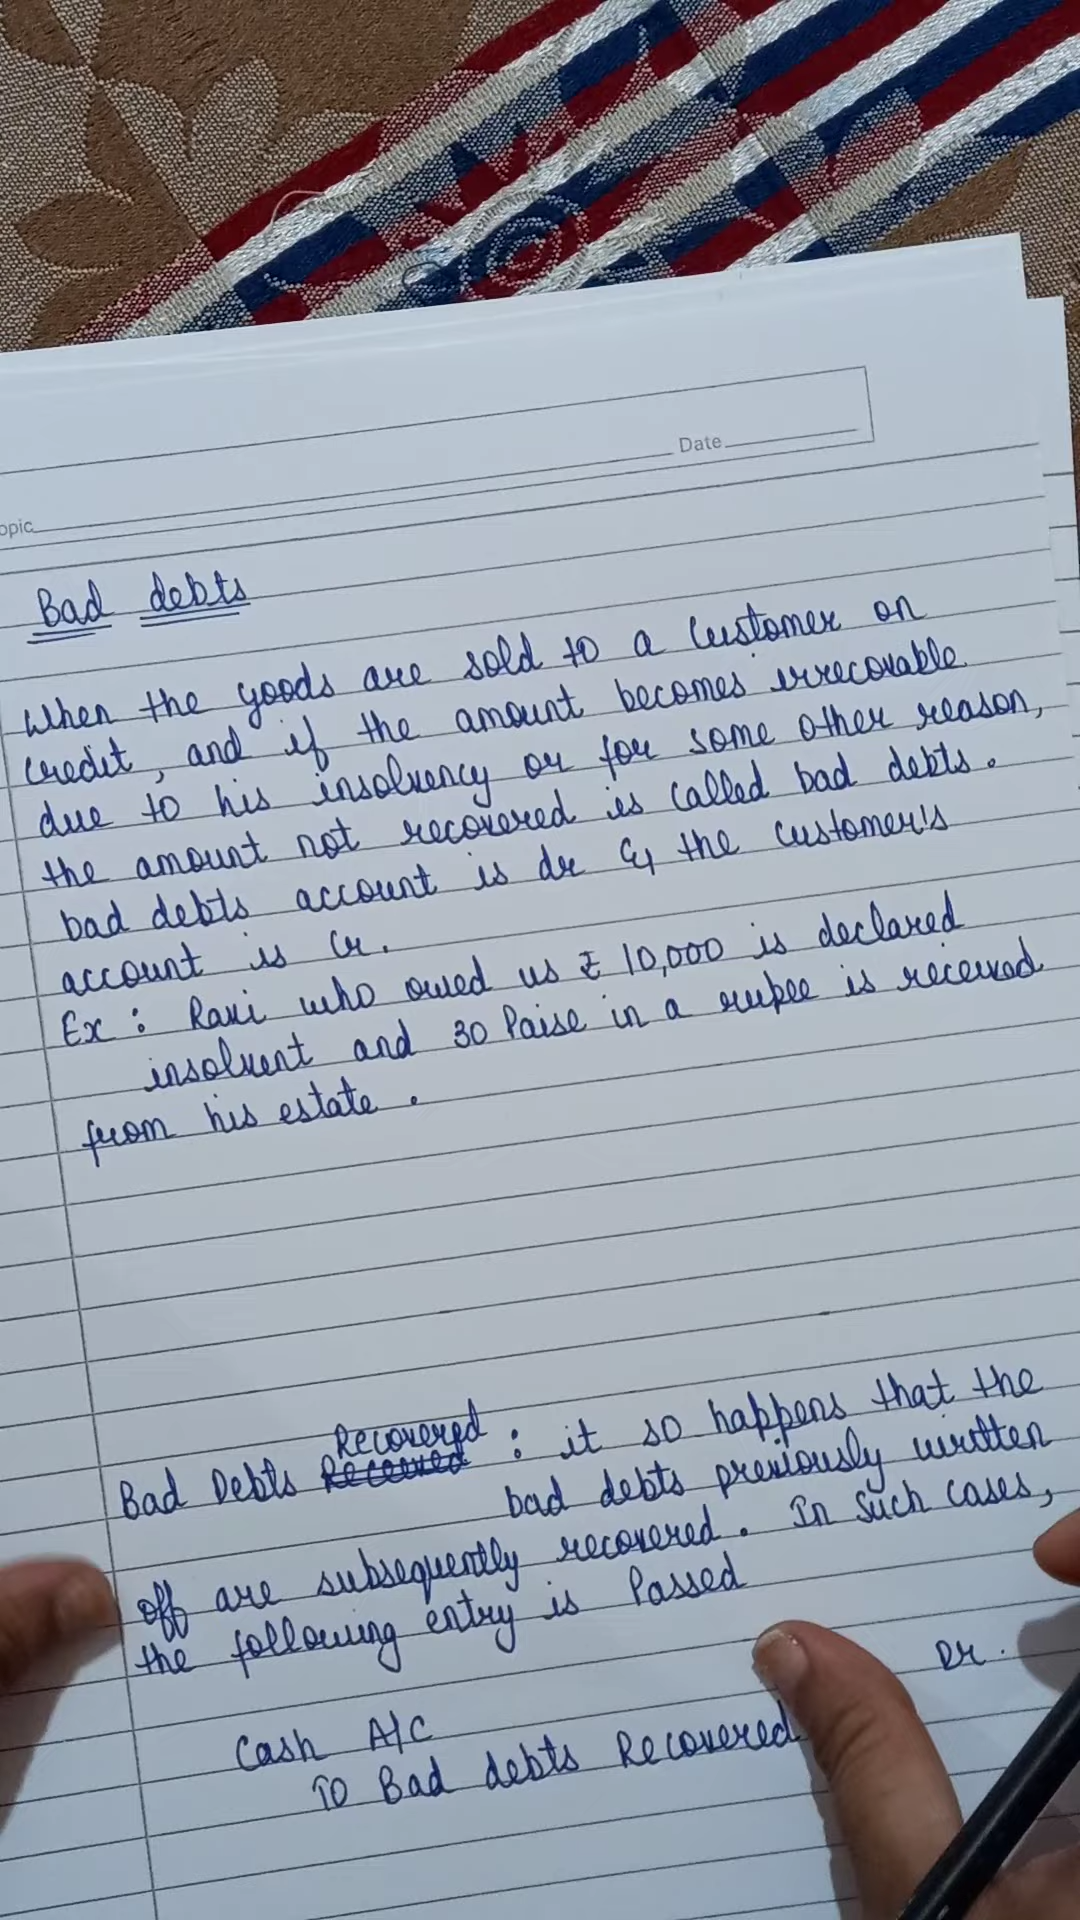 Date
opic
Bad debts
When the goods are sold to a customer on
credit, and if the amount becomes irrecovable
due to his insolvency or for some other reason,
the amount not recovered is called bad debts.
bad debts account is dr & the customer's
account is Cr.
Ex : Ravi who owed us ₹ 10,000 is declared
insolvent and 30 Paise in a rupee is received
from his estate.
Recovered
Bad Debts Received : it so happens that the
bad debts previously written
off are subsequently recovered. In such cases,
the following entry is Passed
Cash A/C Dr.
To Bad debts Recovered